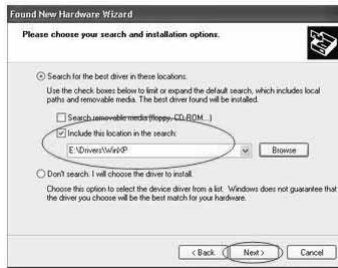 Found New Hardware Wizard
Please choose your search and installation options.
Search for the best driver in these locations.
Use the check boxes below to limit or expand the default search, which includes local
paths and removable media. The best driver found will be installed.
Search removable media (floppy, CD-ROM...)
Include this location in the search:
E:\Drivers\WinXP
Browse
Don't search. I will choose the driver to install.
Choose this option to select the device driver from a list. Windows does not guarantee that
the driver you choose will be the best match for your hardware.
< Back
Next >
Cancel